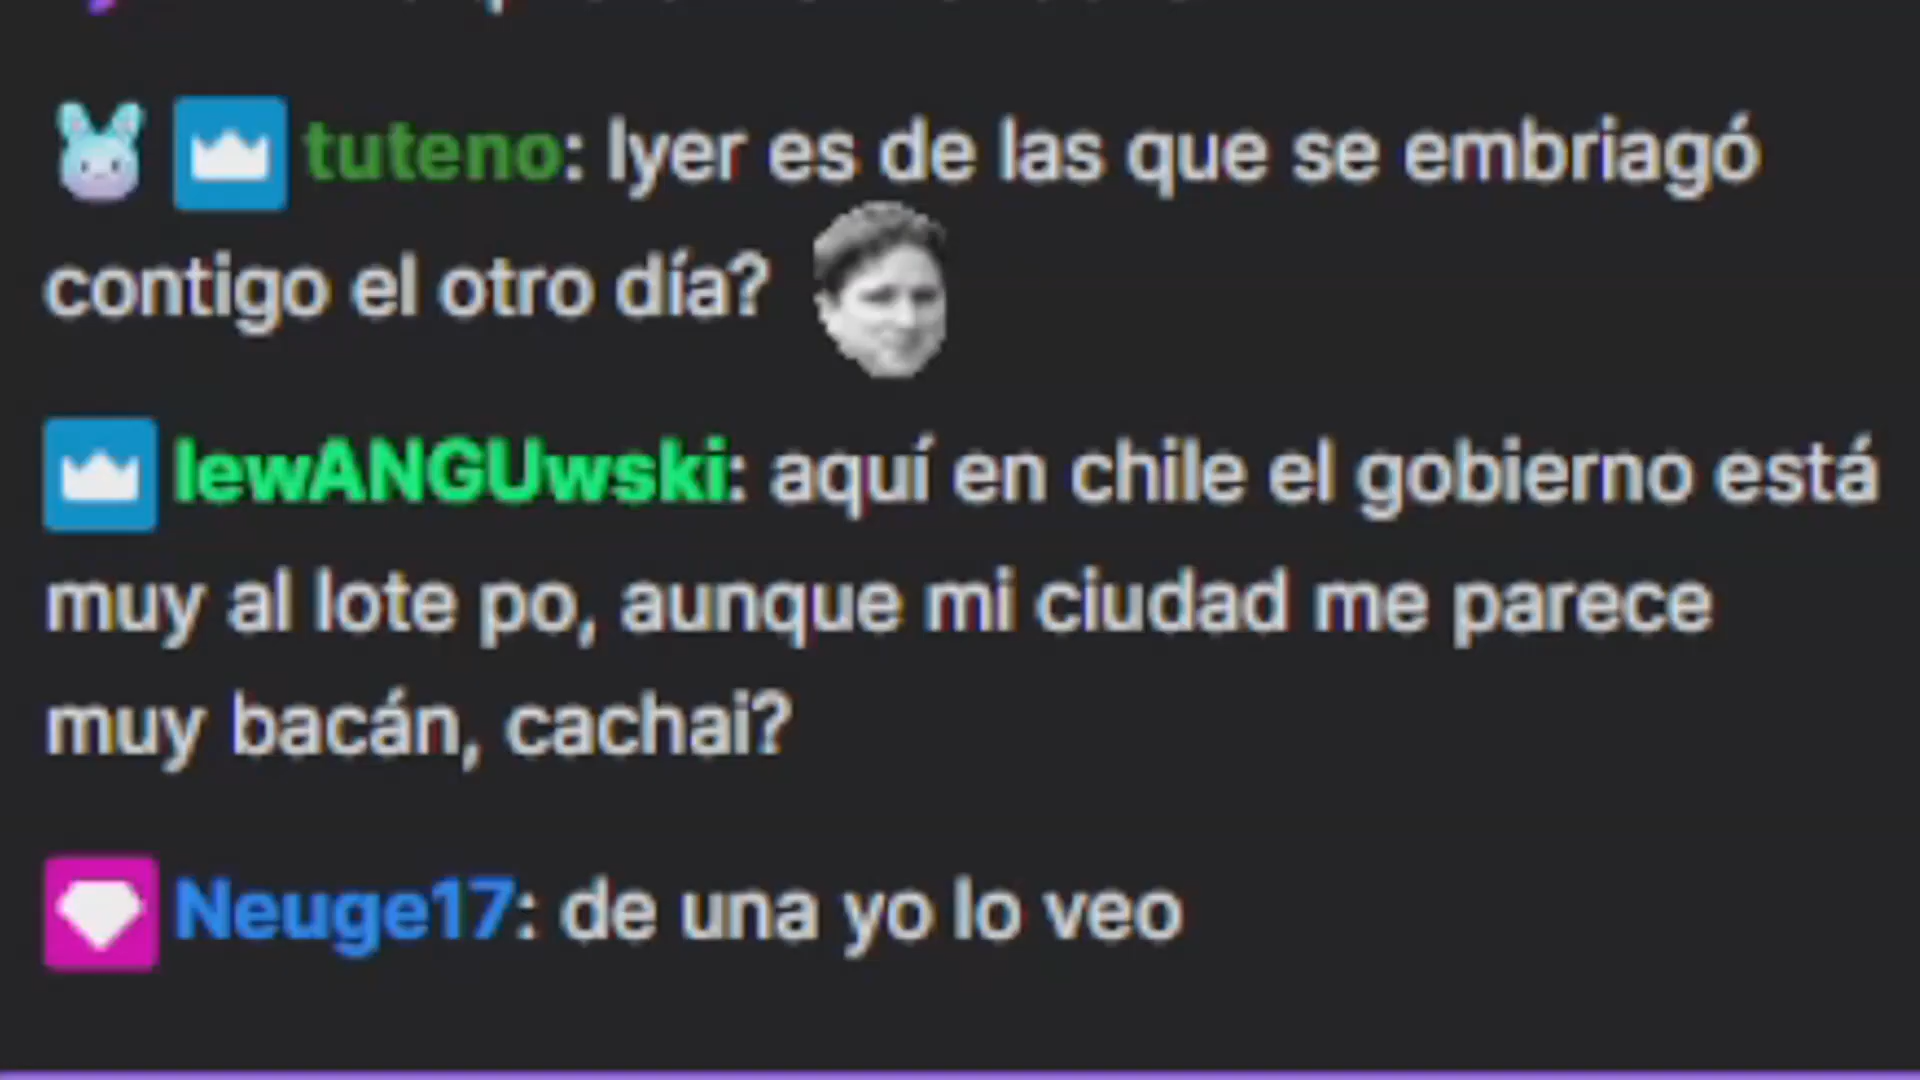 tuteno: Iyer es de las que se embriagó
contigo el otro día?
lewANGUwski: aquí en chile el gobierno está
muy al lote po, aunque mi ciudad me parece
muy bacán, cachai?
Neuge17: de una yo lo veo